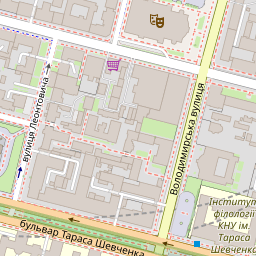 вулиця Леонтовича
Володимирська вулиця
Інститут
філології
КНУ ім.
Тараса
Шевченка
бульвар Тараса Шевченка